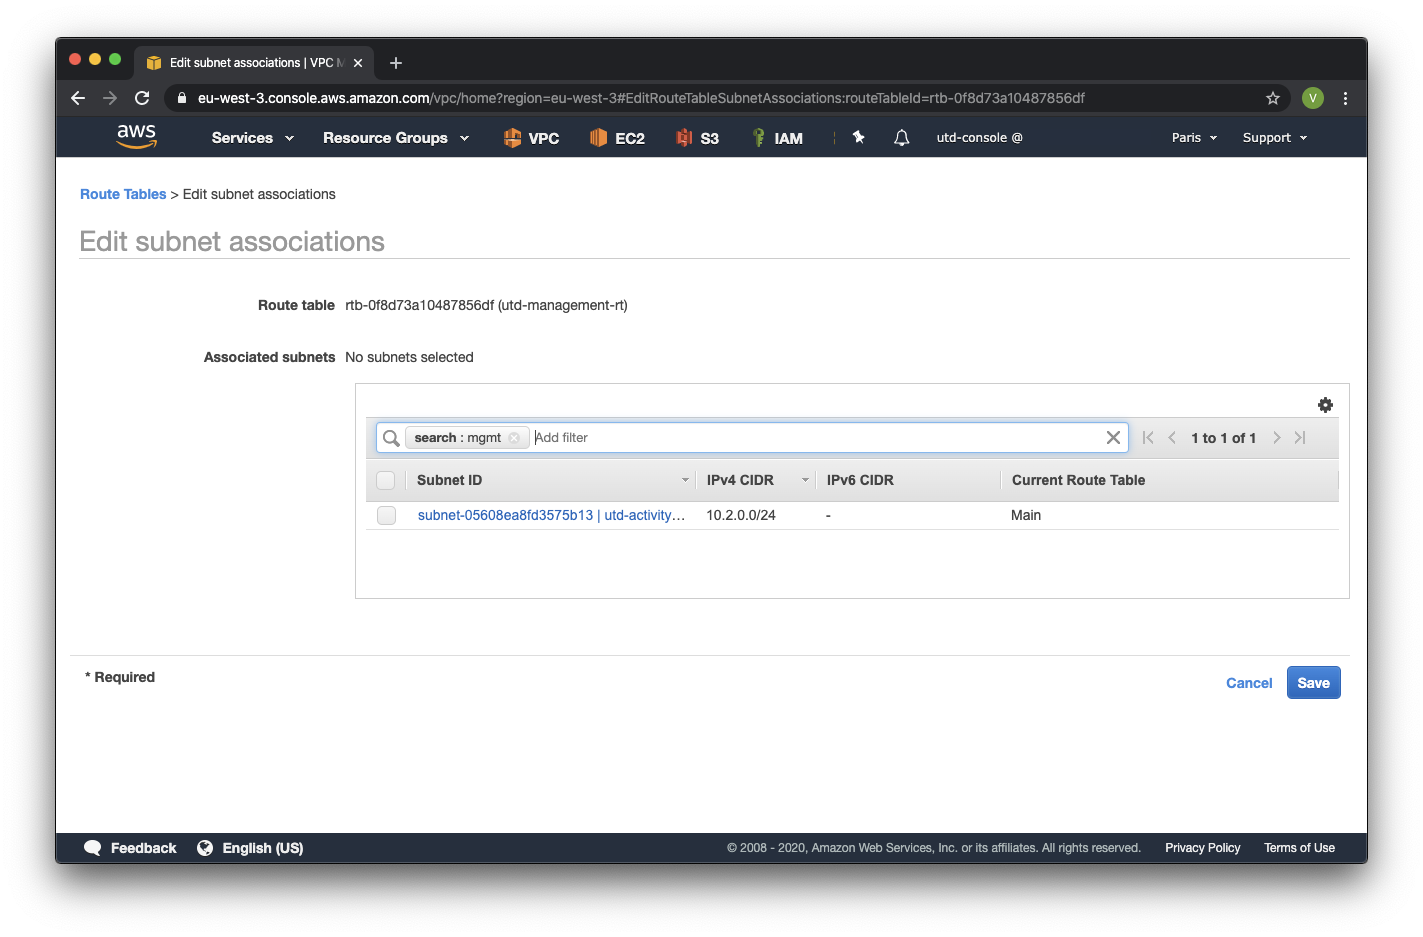 Edit subnet associations | VPC M
eu-west-3.console.aws.amazon.com/vpc/home?region=eu-west-3#EditRouteTableSubnetAssociations:routeTableId=rtb-0f8d73a10487856df
V
aws Services Resource Groups VPC EC2 S3 IAM utd-console @ Paris Support
Route Tables > Edit subnet associations
Edit subnet associations
Route table rtb-0f8d73a10487856df (utd-management-rt)
Associated subnets No subnets selected
search : mgmt Add filter 1 to 1 of 1
Subnet ID IPv4 CIDR IPv6 CIDR Current Route Table
subnet-05608ea8fd3575b13 | utd-activity... 10.2.0.0/24 - Main
* Required
Cancel Save
Feedback English (US) © 2008 - 2020, Amazon Web Services, Inc. or its affiliates. All rights reserved. Privacy Policy Terms of Use